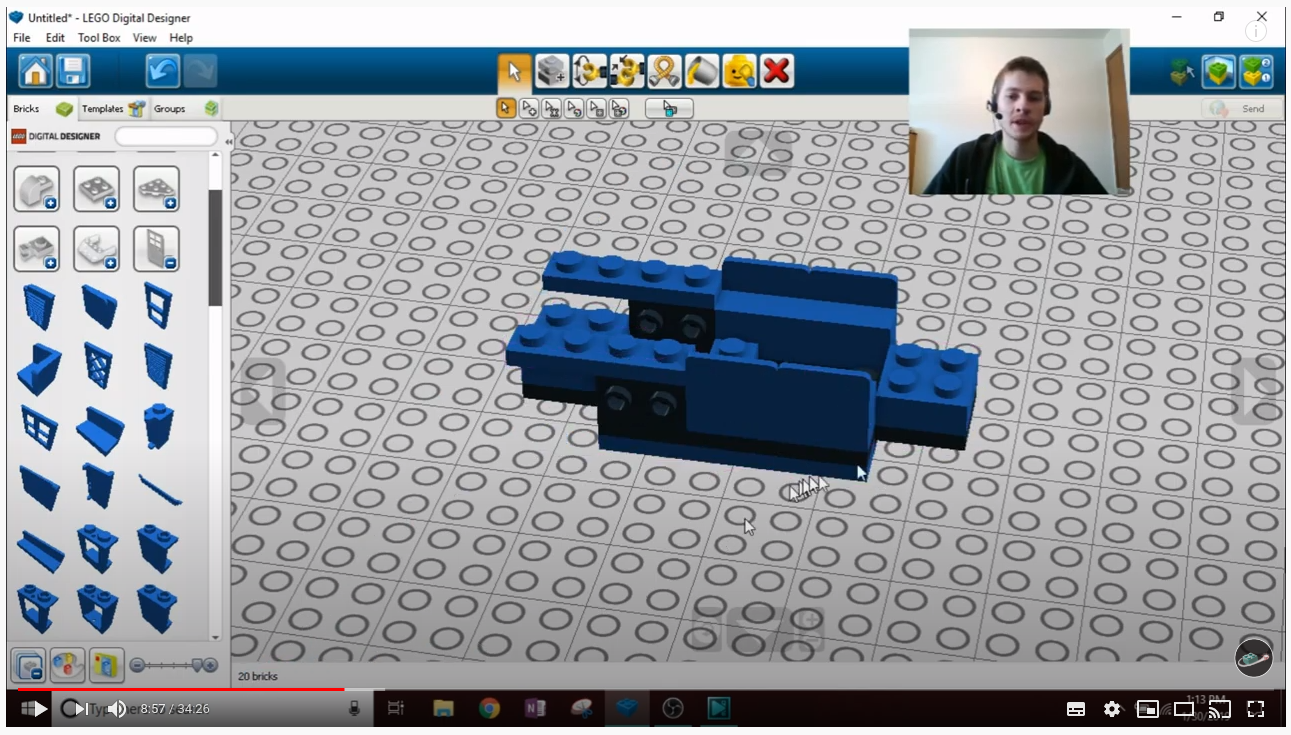 Untitled* - LEGO Digital Designer
File Edit Tool Box View Help
Bricks Templates Groups
Send
LEGO DIGITAL DESIGNER
20 bricks
8:57 / 34:26
1:13 PM